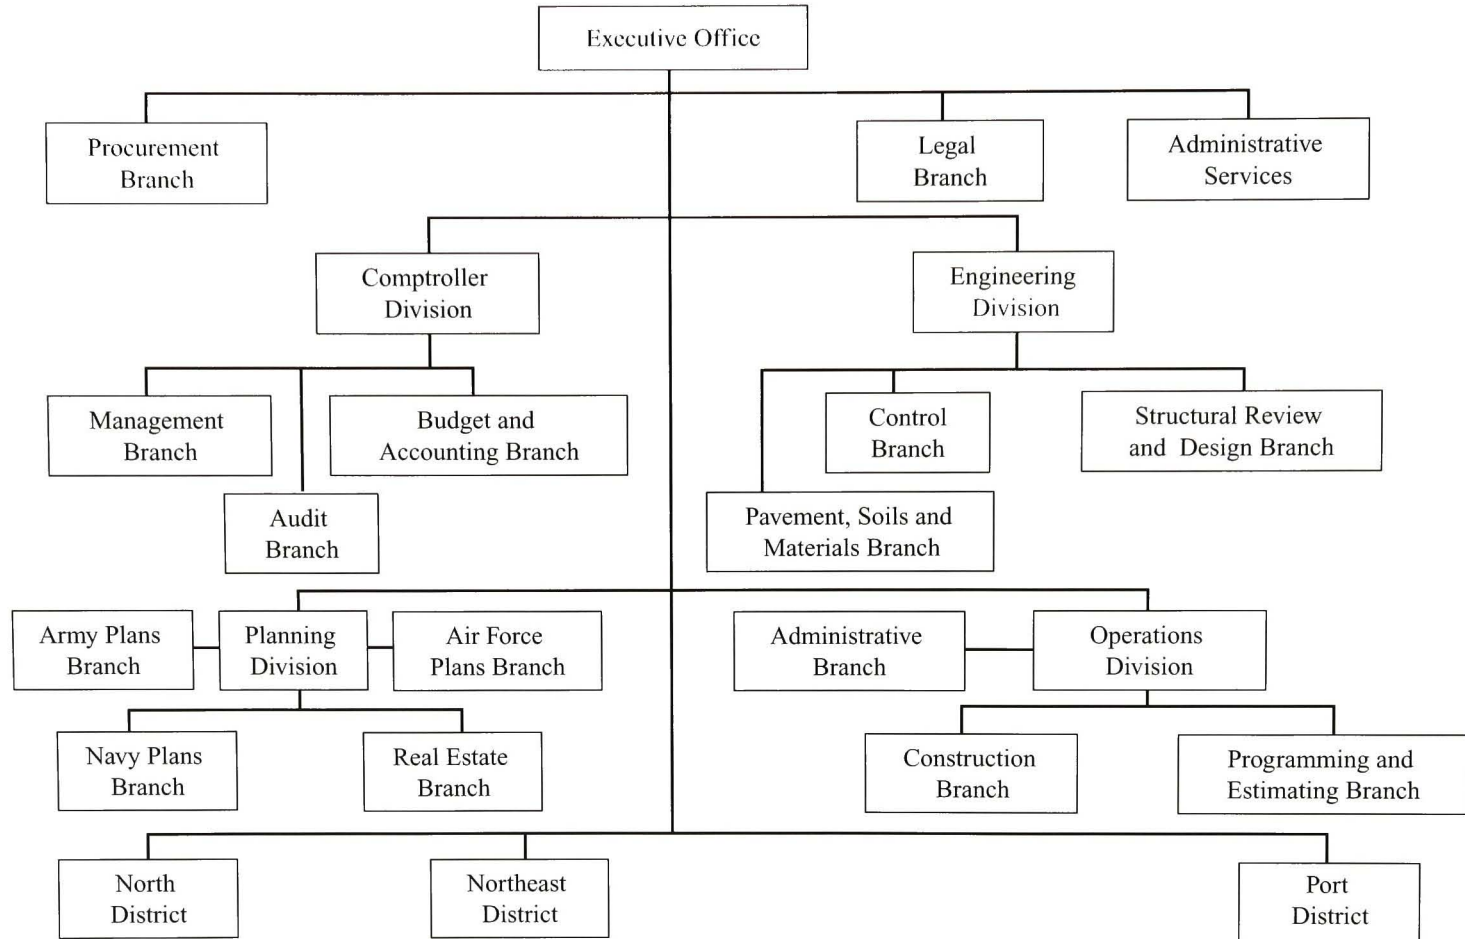 Executive Office
Procurement
Branch
Legal
Branch
Administrative
Services
Comptroller
Division
Engineering
Division
Management
Branch
Budget and
Accounting Branch
Control
Branch
Structural Review
and Design Branch
Audit
Branch
Pavement, Soils and
Materials Branch
Army Plans
Branch
Planning
Division
Air Force
Plans Branch
Administrative
Branch
Operations
Division
Navy Plans
Branch
Real Estate
Branch
Construction
Branch
Programming and
Estimating Branch
North
District
Northeast
District
Port
District